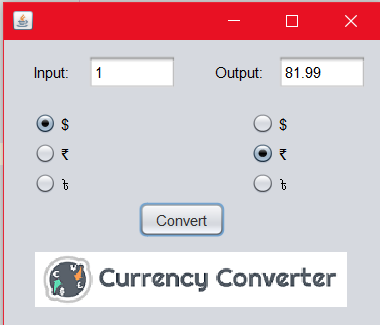 Input: 1 Output: 81.99
$ $
₹ ₹
৳ ৳
Convert
Currency Converter